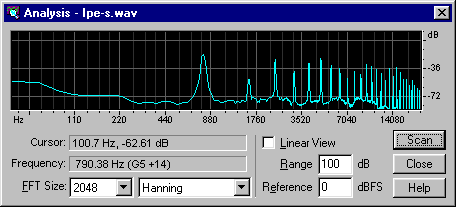 Analysis - lpe-s.wav
dB
-36
-72
Hz 110 220 440 880 1760 3520 7040 14080
Cursor: 100.7 Hz, -62.61 dB
Linear View
Scan
Frequency: 790.38 Hz (G5 +14)
Range 100 dB
Close
FFT Size: 2048 Hanning
Reference 0 dBFS
Help